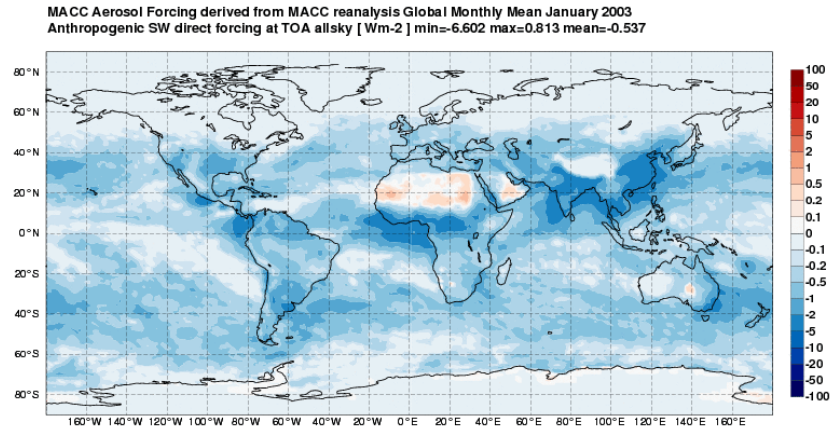 MACC Aerosol Forcing derived from MACC reanalysis Global Monthly Mean January 2003
Anthropogenic SW direct forcing at TOA allsky [ Wm-2 ] min=-6.602 max=0.813 mean=-0.537
80°N
60°N
40°N
20°N
0°N
20°S
40°S
60°S
80°S
160°W 140°W 120°W 100°W 80°W 60°W 40°W 20°W 0°E 20°E 40°E 60°E 80°E 100°E 120°E 140°E 160°E
100
50
20
10
5
2
1
0.5
0.2
0.1
0
-0.1
-0.2
-0.5
-1
-2
-5
-10
-20
-50
-100